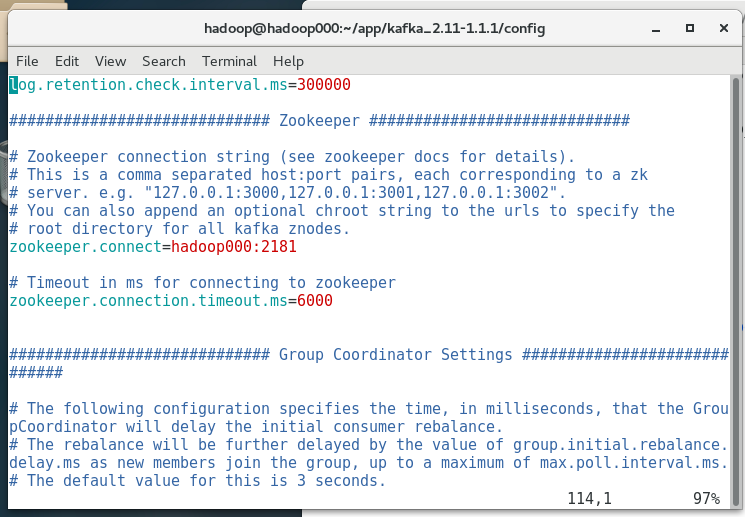 hadoop@hadoop000:~/app/kafka_2.11-1.1.1/config
File Edit View Search Terminal Help
log.retention.check.interval.ms=300000
############################# Zookeeper #############################
# Zookeeper connection string (see zookeeper docs for details).
# This is a comma separated host:port pairs, each corresponding to a zk
# server. e.g. "127.0.0.1:3000,127.0.0.1:3001,127.0.0.1:3002".
# You can also append an optional chroot string to the urls to specify the
# root directory for all kafka znodes.
zookeeper.connect=hadoop000:2181
# Timeout in ms for connecting to zookeeper
zookeeper.connection.timeout.ms=6000
############################# Group Coordinator Settings #######################
######
# The following configuration specifies the time, in milliseconds, that the Grou
pCoordinator will delay the initial consumer rebalance.
# The rebalance will be further delayed by the value of group.initial.rebalance.
delay.ms as new members join the group, up to a maximum of max.poll.interval.ms.
# The default value for this is 3 seconds.
114,1 97%